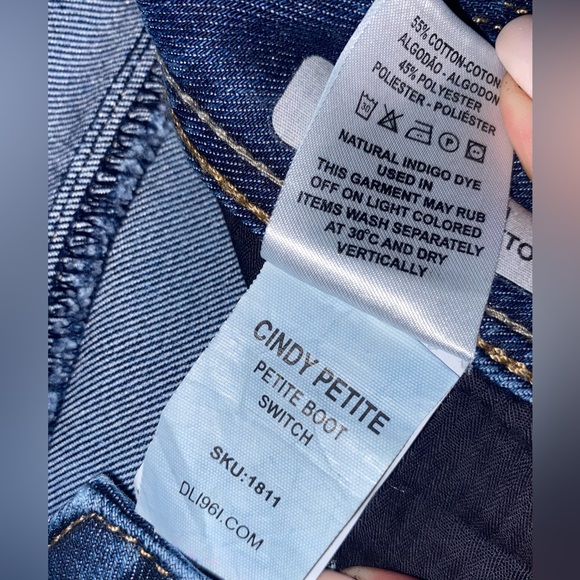 55% COTTON-COTON
ALGODÃO - ALGODON
45% POLYESTER
POLIESTER - POLIÉSTER
30
P
NATURAL INDIGO DYE
USED IN
THIS GARMENT MAY RUB
OFF ON LIGHT COLORED
ITEMS WASH SEPARATELY
AT 30°C AND DRY
VERTICALLY
CINDY PETITE
PETITE BOOT
SWITCH
SKU:1811
DL1961.COM